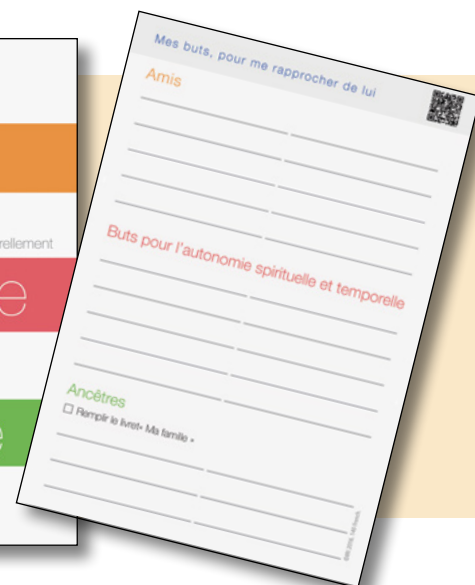 Mes buts, pour me rapprocher de lui
Amis
Buts pour l'autonomie spirituelle et temporelle
Ancêtres
Remplir le livret« Ma famille »
rellement
e
e